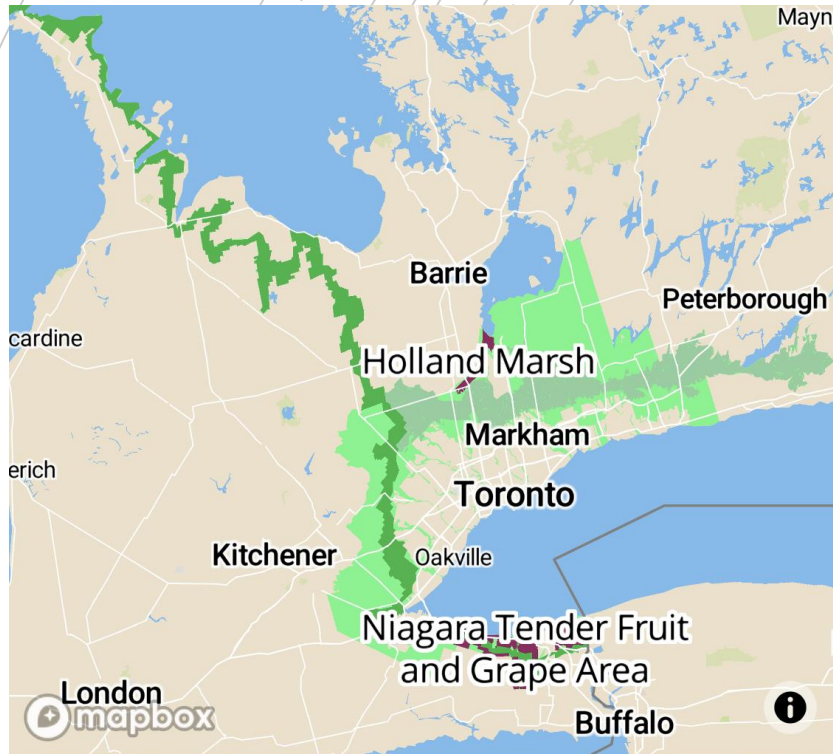 Mayn
Barrie
Peterborough
cardine
Holland Marsh
Markham
erich
Toronto
Kitchener
Oakville
Niagara Tender Fruit
and Grape Area
London
mapbox
Buffalo
i